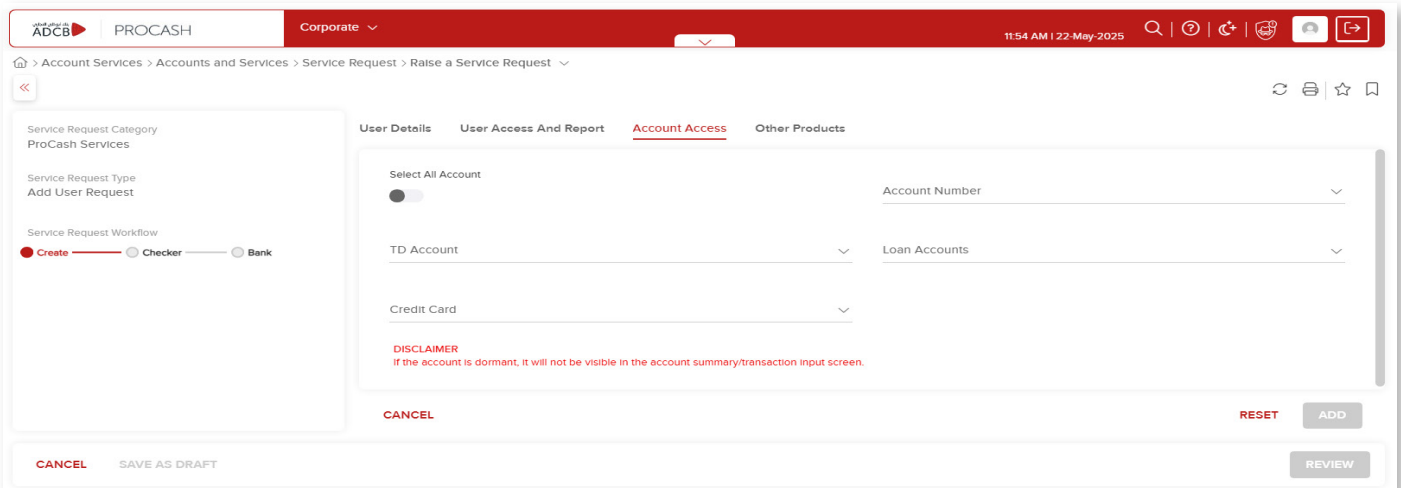 بنك أبوظبي التجاري
ADCB
PROCASH
Corporate
11:54 AM I 22-May-2025
> Account Services > Accounts and Services > Service Request > Raise a Service Request
Service Request Category
ProCash Services
Service Request Type
Add User Request
Service Request Workflow
Create
Checker
Bank
User Details
User Access And Report
Account Access
Other Products
Select All Account
Account Number
TD Account
Loan Accounts
Credit Card
DISCLAIMER
If the account is dormant, it will not be visible in the account summary/transaction input screen.
CANCEL
RESET
ADD
CANCEL
SAVE AS DRAFT
REVIEW